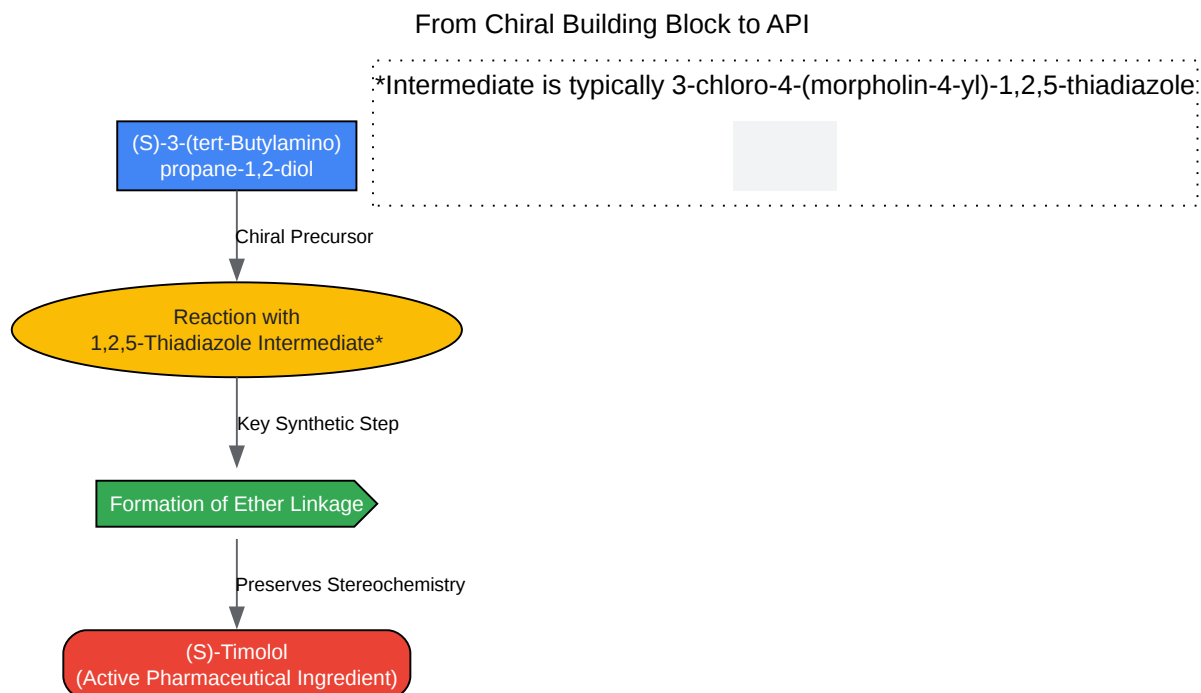 From Chiral Building Block to API
*Intermediate is typically 3-chloro-4-(morpholin-4-yl)-1,2,5-thiadiazole
(S)-3-(tert-Butylamino)
propane-1,2-diol
Chiral Precursor
Reaction with
1,2,5-Thiadiazole Intermediate*
Key Synthetic Step
Formation of Ether Linkage
Preserves Stereochemistry
(S)-Timolol
(Active Pharmaceutical Ingredient)